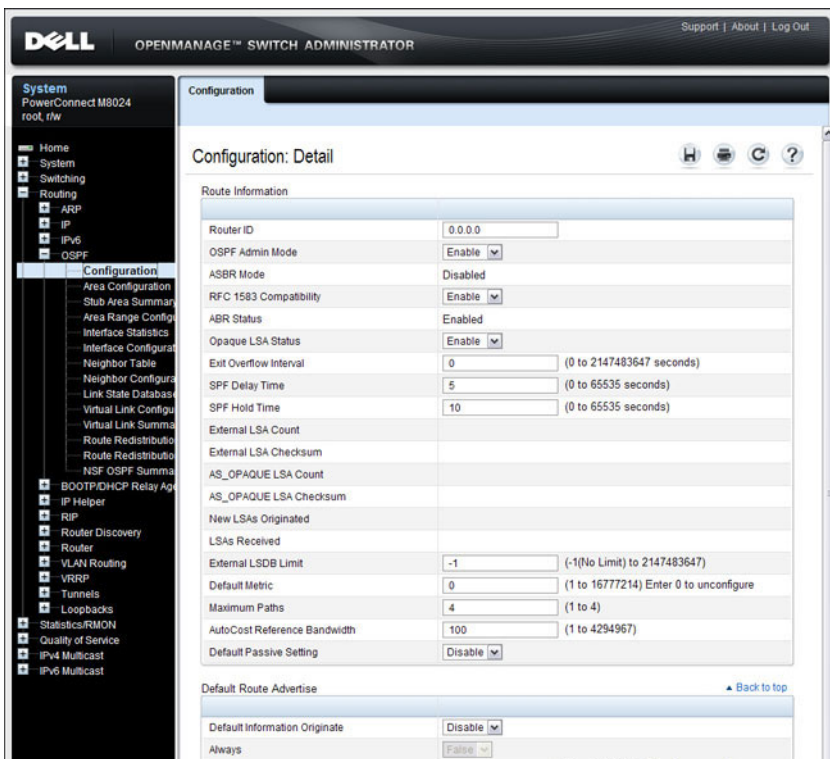 Support | About | Log Out
DELL OPENMANAGE™ SWITCH ADMINISTRATOR
System
PowerConnect M8024
root, r/w
Home
System
Switching
Routing
ARP
IP
IPv6
OSPF
Configuration
Area Configuration
Stub Area Summary
Area Range Configu
Interface Statistics
Interface Configurat
Neighbor Table
Neighbor Configura
Link State Databas
Virtual Link Configu
Virtual Link Summa
Route Redistributio
Route Redistributio
NSF OSPF Summa
BOOTP/DHCP Relay Age
IP Helper
RIP
Router Discovery
Router
VLAN Routing
VRRP
Tunnels
Loopbacks
Statistics/RMON
Quality of Service
IPv4 Multicast
IPv6 Multicast
Configuration
Configuration: Detail
Route Information
Router ID 0.0.0.0
OSPF Admin Mode Enable
ASBR Mode Disabled
RFC 1583 Compatibility Enable
ABR Status Enabled
Opaque LSA Status Enable
Exit Overflow Interval 0 (0 to 2147483647 seconds)
SPF Delay Time 5 (0 to 65535 seconds)
SPF Hold Time 10 (0 to 65535 seconds)
External LSA Count
External LSA Checksum
AS_OPAQUE LSA Count
AS_OPAQUE LSA Checksum
New LSAs Originated
LSAs Received
External LSDB Limit -1 (-1(No Limit) to 2147483647)
Default Metric 0 (1 to 16777214) Enter 0 to unconfigure
Maximum Paths 4 (1 to 4)
AutoCost Reference Bandwidth 100 (1 to 4294967)
Default Passive Setting Disable
Default Route Advertise Back to top
Default Information Originate Disable
Always False